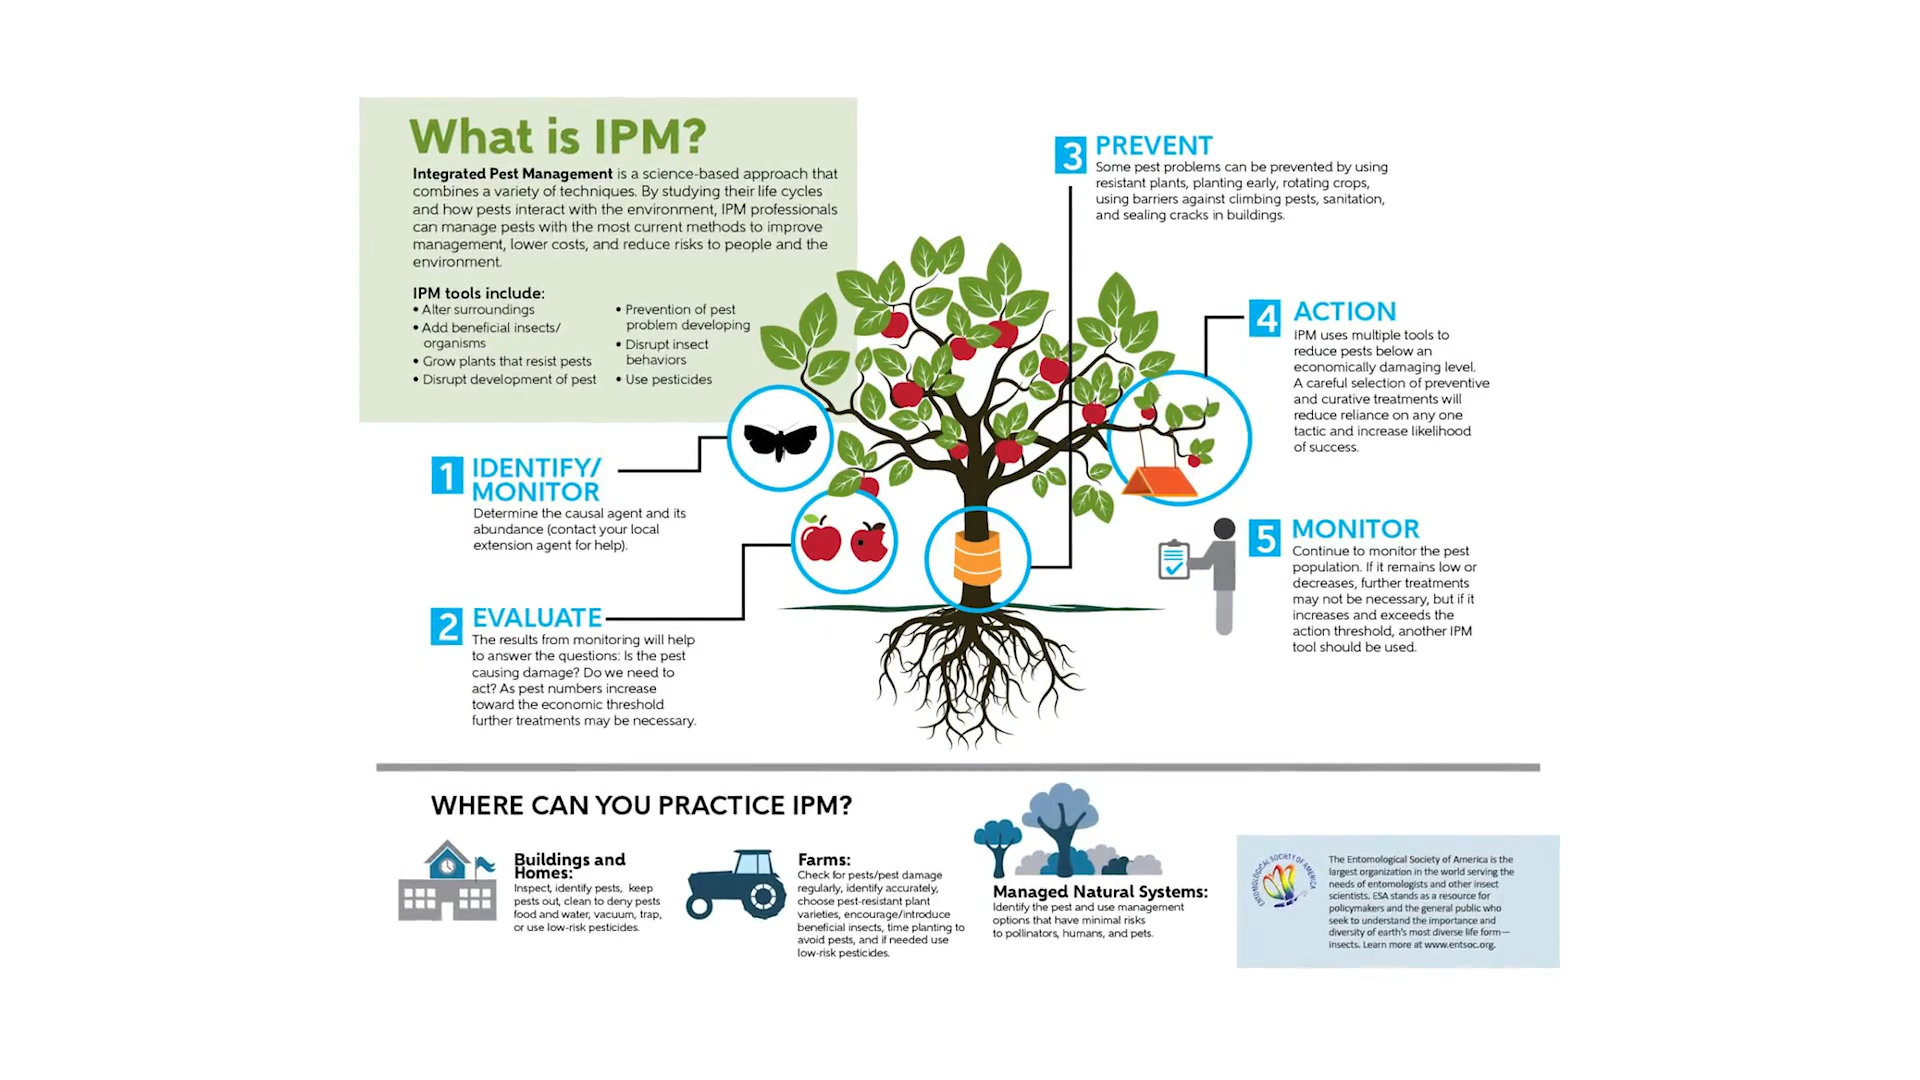 What is IPM?
Integrated Pest Management is a science-based approach that
combines a variety of techniques. By studying their life cycles
and how pests interact with the environment, IPM professionals
can manage pests with the most current methods to improve
management, lower costs, and reduce risks to people and the
environment.
IPM tools include:
• Alter surroundings
• Add beneficial insects/
organisms
• Grow plants that resist pests
• Disrupt development of pest
• Prevention of pest
problem developing
• Disrupt insect
behaviors
• Use pesticides
1 IDENTIFY/
MONITOR
Determine the causal agent and its
abundance (contact your local
extension agent for help).
2 EVALUATE
The results from monitoring will help
to answer the questions: Is the pest
causing damage? Do we need to
act? As pest numbers increase
toward the economic threshold
further treatments may be necessary.
3 PREVENT
Some pest problems can be prevented by using
resistant plants, planting early, rotating crops,
using barriers against climbing pests, sanitation,
and sealing cracks in buildings.
4 ACTION
IPM uses multiple tools to
reduce pests below an
economically damaging level.
A careful selection of preventive
and curative treatments will
reduce reliance on any one
tactic and increase likelihood
of success.
5 MONITOR
Continue to monitor the pest
population. If it remains low or
decreases, further treatments
may not be necessary, but if it
increases and exceeds the
action threshold, another IPM
tool should be used.
WHERE CAN YOU PRACTICE IPM?
Buildings and
Homes:
Inspect, identify pests, keep
pests out, clean to deny pests
food and water, vacuum, trap,
or use low-risk pesticides.
Farms:
Check for pests/pest damage
regularly, identify accurately,
choose pest-resistant plant
varieties, encourage/introduce
beneficial insects, time planting to
avoid pests, and if needed use
low-risk pesticides.
Managed Natural Systems:
Identify the pest and use management
options that have minimal risks
to pollinators, humans, and pets.
ENTOMOLOGICAL SOCIETY OF AMERICA
The Entomological Society of America is the
largest organization in the world serving the
needs of entomologists and other insect
scientists. ESA stands as a resource for
policymakers and the general public who
seek to understand the importance and
diversity of earth's most diverse life form—
insects. Learn more at www.entsoc.org.